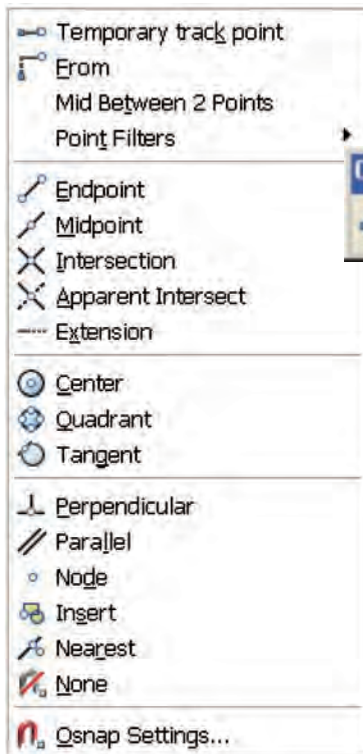 Temporary track point
From
Mid Between 2 Points
Point Filters
Endpoint
Midpoint
Intersection
Apparent Intersect
Extension
Center
Quadrant
Tangent
Perpendicular
Parallel
Node
Insert
Nearest
None
Osnap Settings...